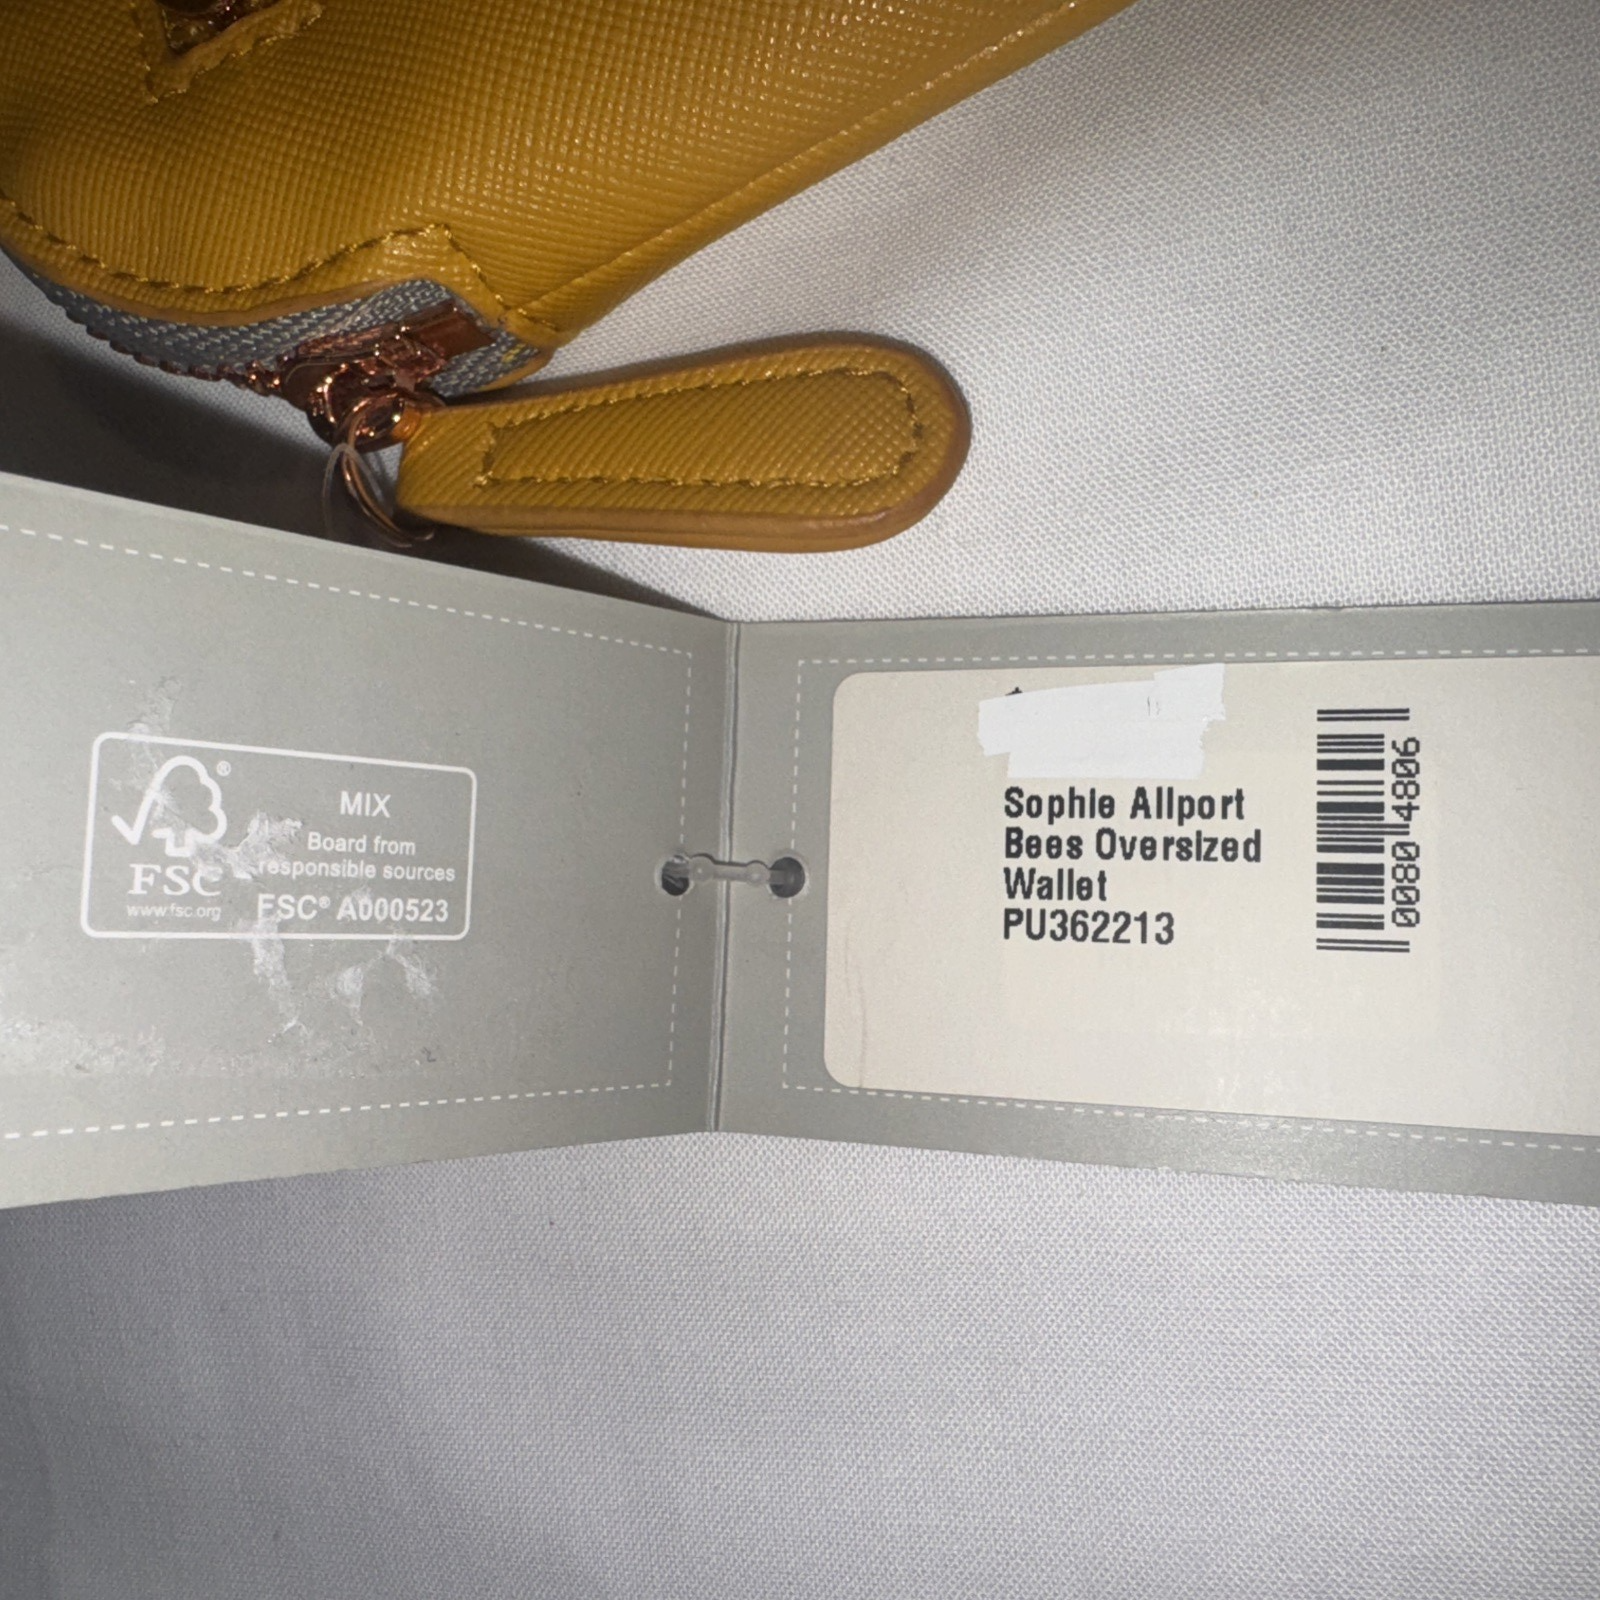 MIX
Board from
responsible sources
FSC® A000523
®
FSC
www.fsc.org
Sophie Allport
Bees Oversized
Wallet
PU362213
0080 4806